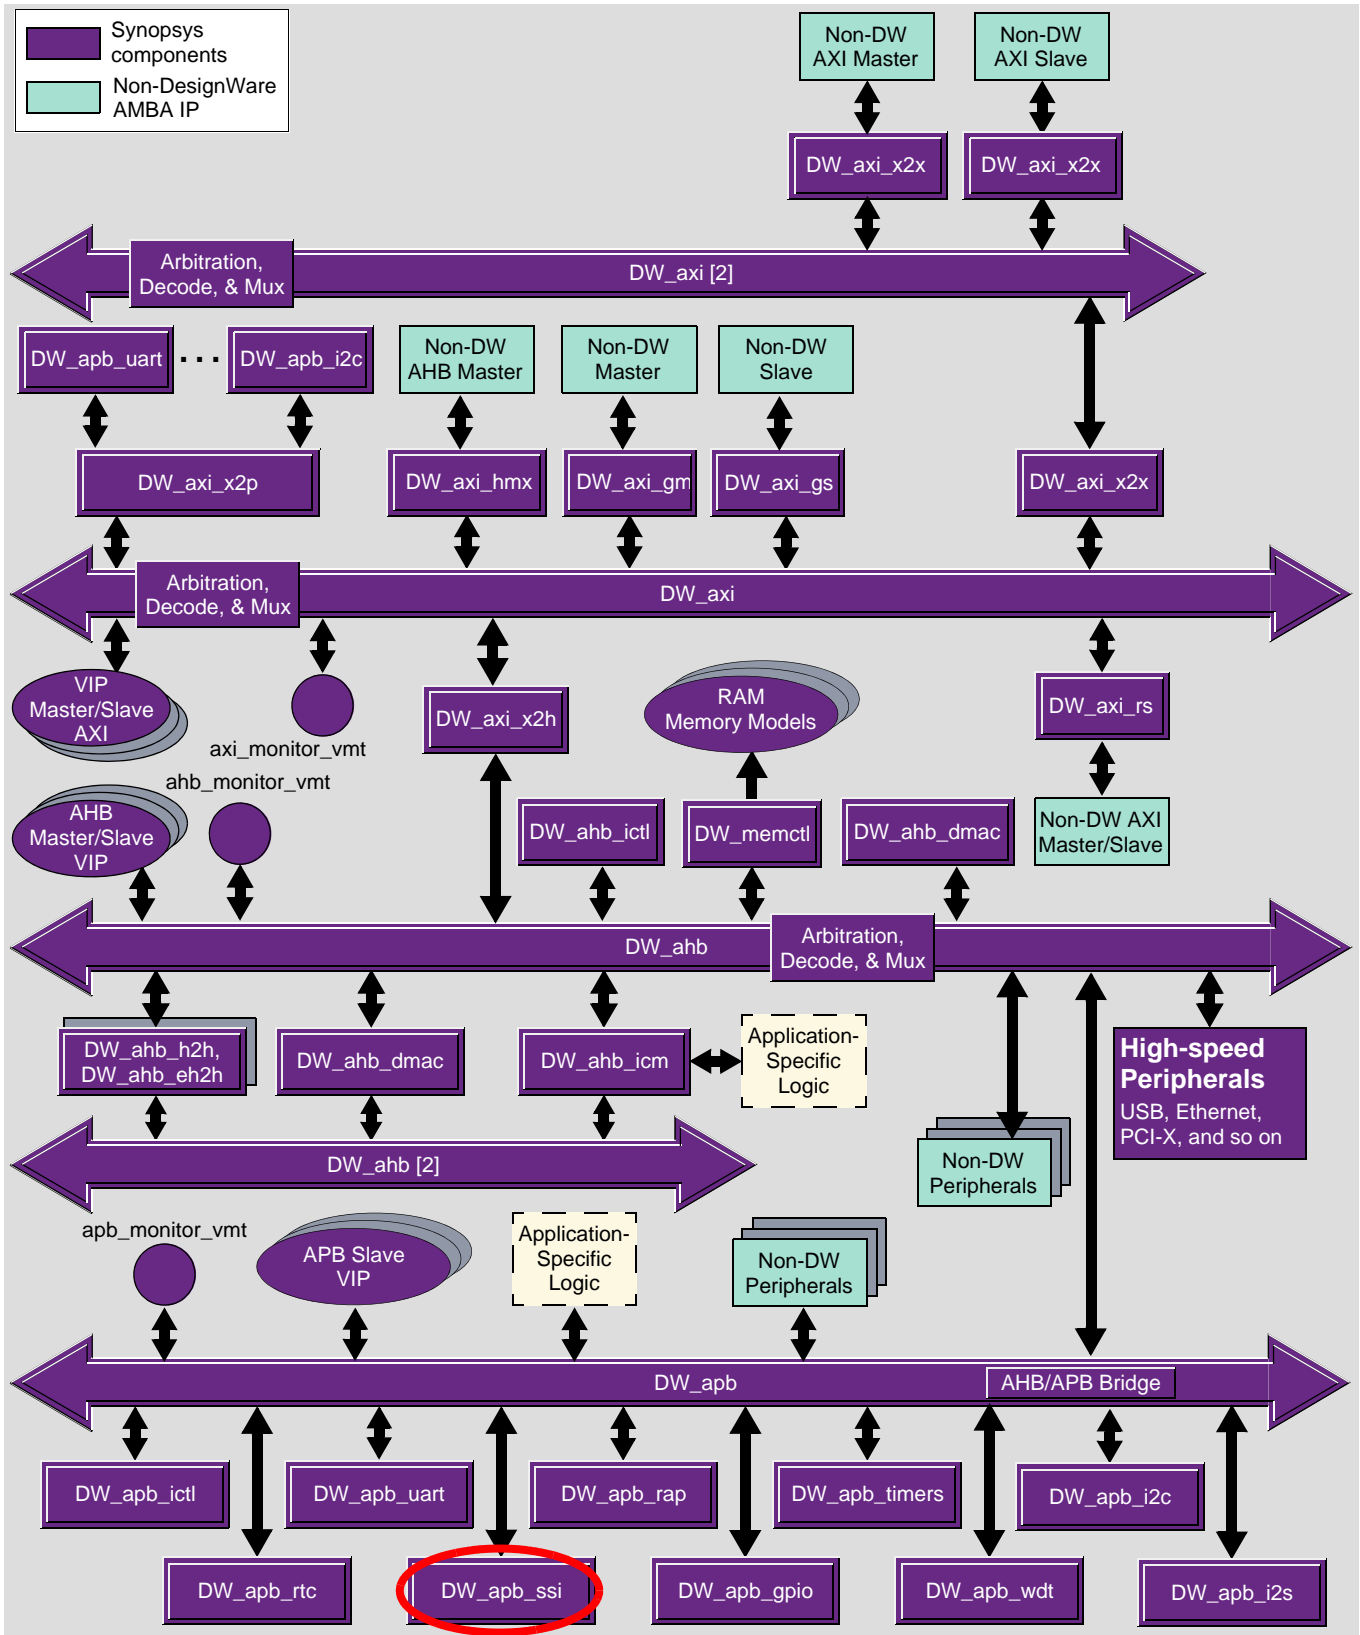 Synopsys
components
Non-DesignWare
AMBA IP
Non-DW
AXI Master
Non-DW
AXI Slave
DW_axi_x2x
DW_axi_x2x
Arbitration,
Decode, & Mux
DW_axi [2]
DW_apb_uart
. . .
DW_apb_i2c
Non-DW
AHB Master
Non-DW
Master
Non-DW
Slave
DW_axi_x2p
DW_axi_hmx
DW_axi_gm
DW_axi_gs
DW_axi_x2x
Arbitration,
Decode, & Mux
DW_axi
VIP
Master/Slave
AXI
axi_monitor_vmt
DW_axi_x2h
RAM
Memory Models
DW_axi_rs
ahb_monitor_vmt
AHB
Master/Slave
VIP
DW_ahb_ictl
DW_memctl
DW_ahb_dmac
Non-DW AXI
Master/Slave
DW_ahb
Arbitration,
Decode, & Mux
DW_ahb_h2h,
DW_ahb_eh2h
DW_ahb_dmac
DW_ahb_icm
Application-
Specific
Logic
High-speed
Peripherals
USB, Ethernet,
PCI-X, and so on
DW_ahb [2]
Non-DW
Peripherals
apb_monitor_vmt
APB Slave
VIP
Application-
Specific
Logic
Non-DW
Peripherals
DW_apb
AHB/APB Bridge
DW_apb_ictl
DW_apb_uart
DW_apb_rap
DW_apb_timers
DW_apb_i2c
DW_apb_rtc
DW_apb_ssi
DW_apb_gpio
DW_apb_wdt
DW_apb_i2s